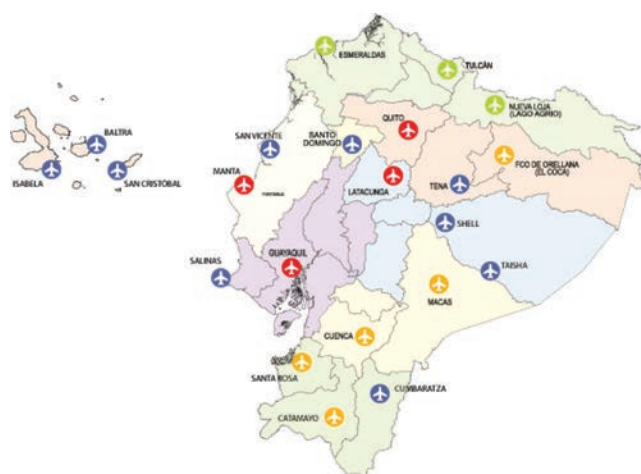 ESMERALDAS
TULCÁN
NUEVA LOJA
(LAGO AGRIO)
BALTRA
SAN VICENTE
SANTO
DOMINGO
QUITO
FCO DE ORELLANA
(EL COCA)
ISABELA
SAN CRISTÓBAL
MANTA
LATACUNGA
TENA
SHELL
SALINAS
GUAYAQUIL
TAISHA
MACAS
CUENCA
SANTA ROSA
CUMBARATZA
CATAMAYO